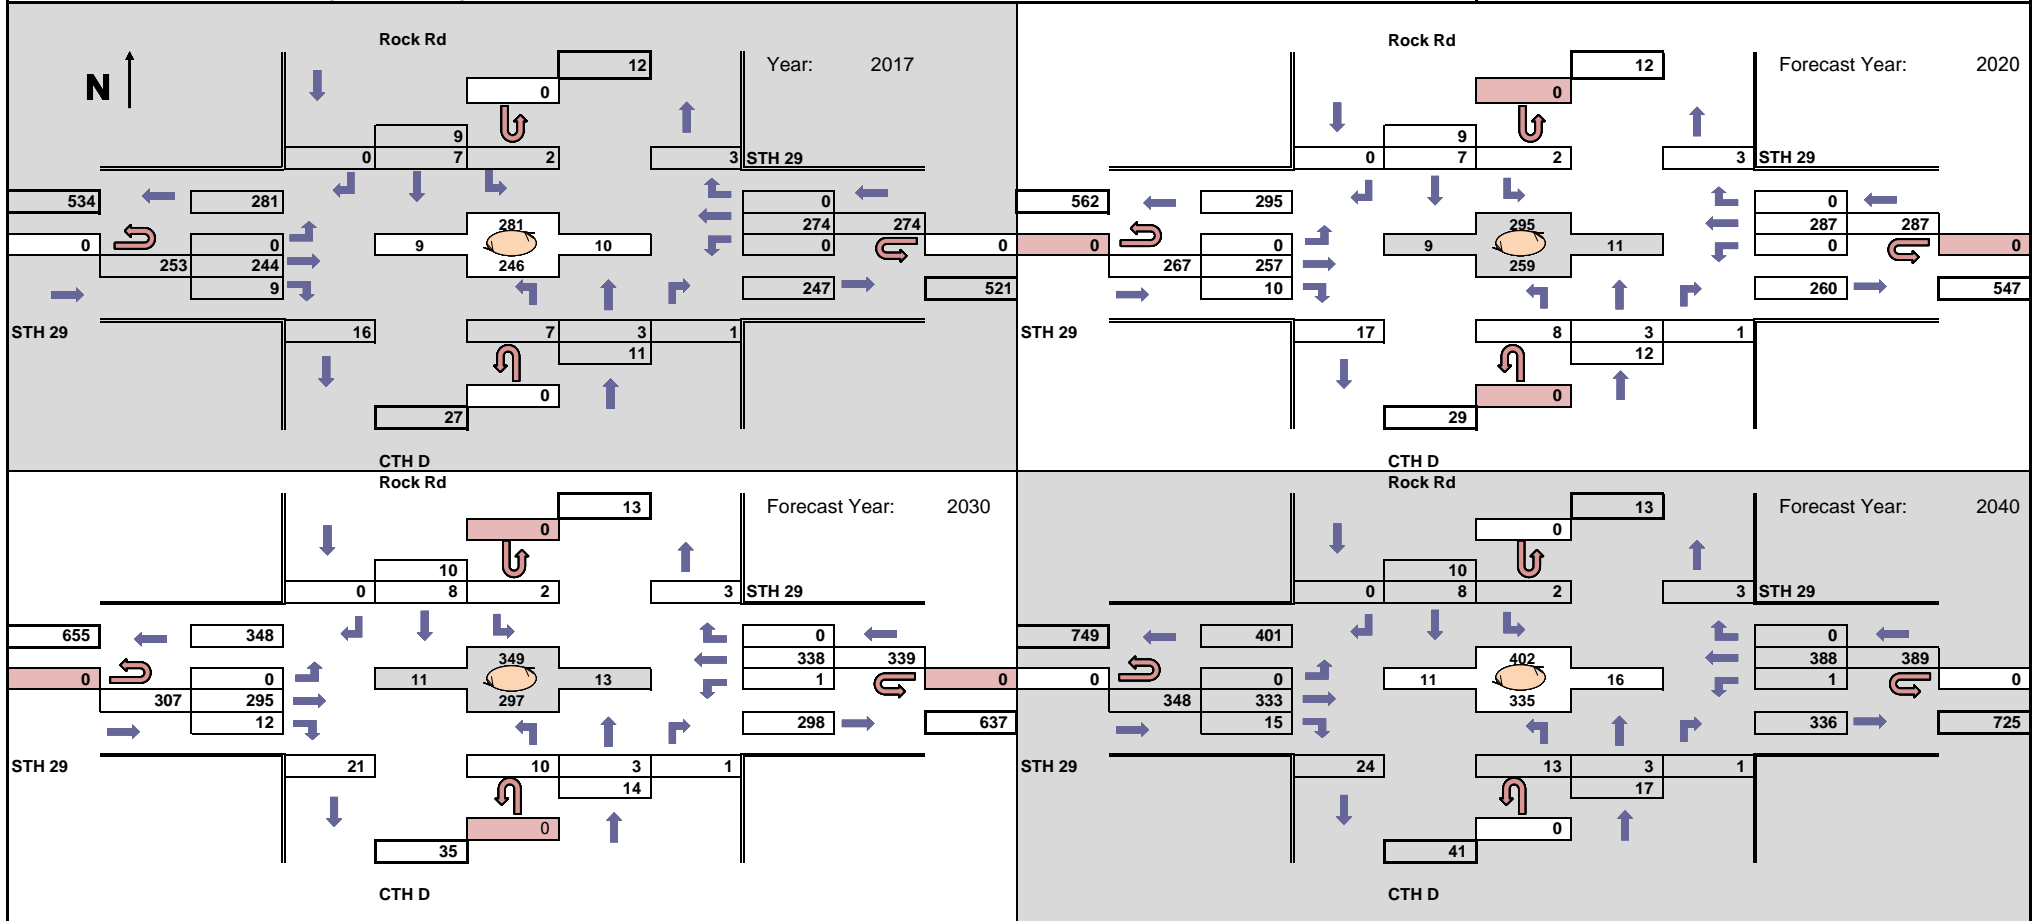 Rock Rd
N
Year: 2017
12
0
9
0 7 2
3 STH 29
534 281
0
274 274
0
0
253 244
9
281
9 10
246
0
247 521
STH 29
16
7 3 1
11
0
27
CTH D
Rock Rd
Forecast Year: 2020
12
0
9
0 7 2
3 STH 29
562 295
0
287 287
0
0
267 257
10
295
9 11
259
0
260 547
STH 29
17
8 3 1
12
0
29
CTH D
Rock Rd
Forecast Year: 2030
13
0
10
0 8 2
3 STH 29
655 348
0
338 339
1
0 0
307 295
12
349
11 13
297
0
298 637
STH 29
21
10 3 1
14
0
35
CTH D
Rock Rd
Forecast Year: 2040
13
0
10
0 8 2
3 STH 29
749 401
0
388 389
1
0 0
348 333
15
402
11 16
335
0
336 725
STH 29
24
13 3 1
17
0
41
CTH D